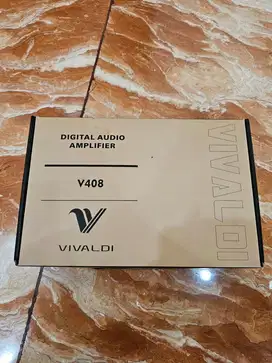 DIGITAL AUDIO
AMPLIFIER
V408
VIVALDI
VIVALDI